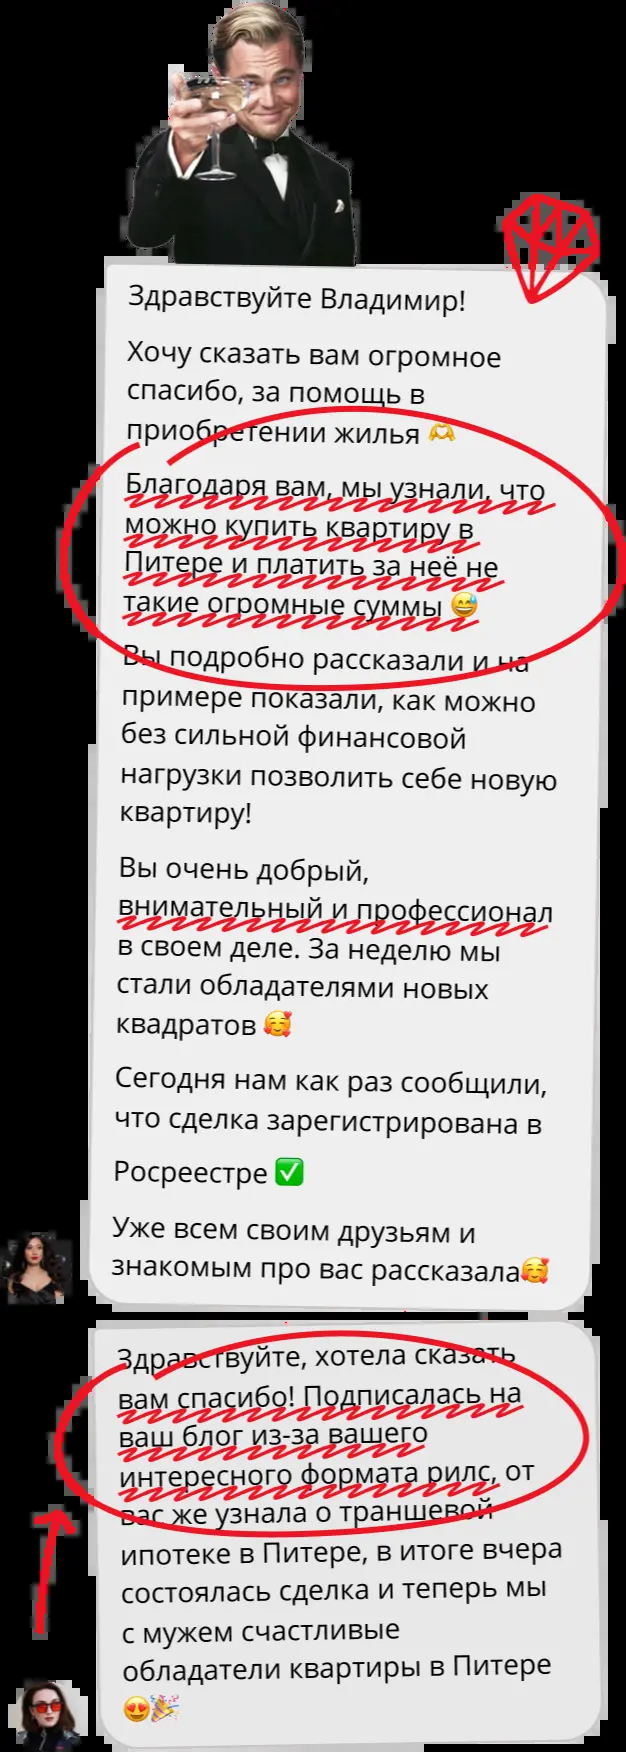 Здравствуйте Владимир!
Хочу сказать вам огромное
спасибо, за помощь в
приобретении жилья 🫶
Благодаря вам, мы узнали, что
можно купить квартиру в
Питере и платить за неё не
такие огромные суммы 😅
Вы подробно рассказали и на
примере показали, как можно
без сильной финансовой
нагрузки позволить себе новую
квартиру!
Вы очень добрый,
внимательный и профессионал
в своем деле. За неделю мы
стали обладателями новых
квадратов 🥰
Сегодня нам как раз сообщили,
что сделка зарегистрирована в
Росреестре ✅
Уже всем своим друзьям и
знакомым про вас рассказала🥰
Здравствуйте, хотела сказать
вам спасибо! Подписалась на
ваш блог из-за вашего
интересного формата рилс, от
вас же узнала о траншевой
ипотеке в Питере, в итоге вчера
состоялась сделка и теперь мы
с мужем счастливые
обладатели квартиры в Питере
😍🎉